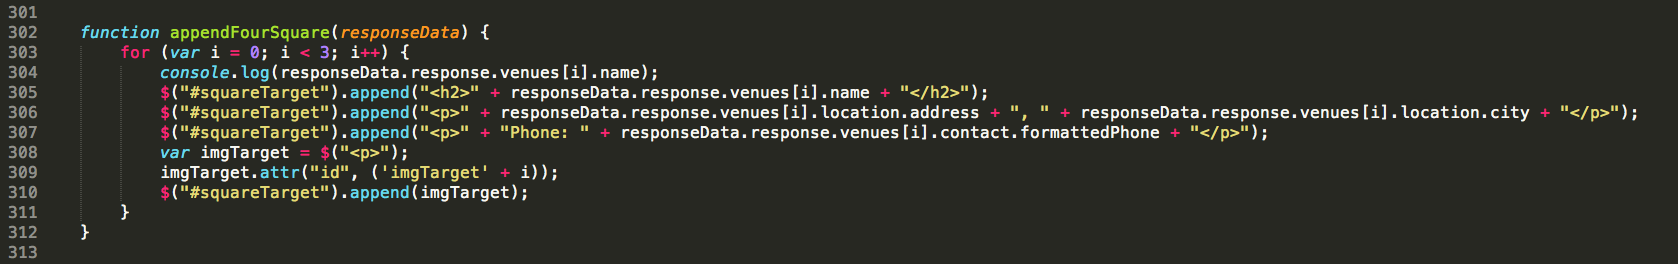 301
302 function appendFourSquare(responseData) {
303 for (var i = 0; i < 3; i++) {
304 console.log(responseData.response.venues[i].name);
305 $("#squareTarget").append("<h2>" + responseData.response.venues[i].name + "</h2>");
306 $("#squareTarget").append("<p>" + responseData.response.venues[i].location.address + ", " + responseData.response.venues[i].location.city + "</p>");
307 $("#squareTarget").append("<p>" + "Phone: " + responseData.response.venues[i].contact.formattedPhone + "</p>");
308 var imgTarget = $("<p>");
309 imgTarget.attr("id", ('imgTarget' + i));
310 $("#squareTarget").append(imgTarget);
311 }
312 }
313